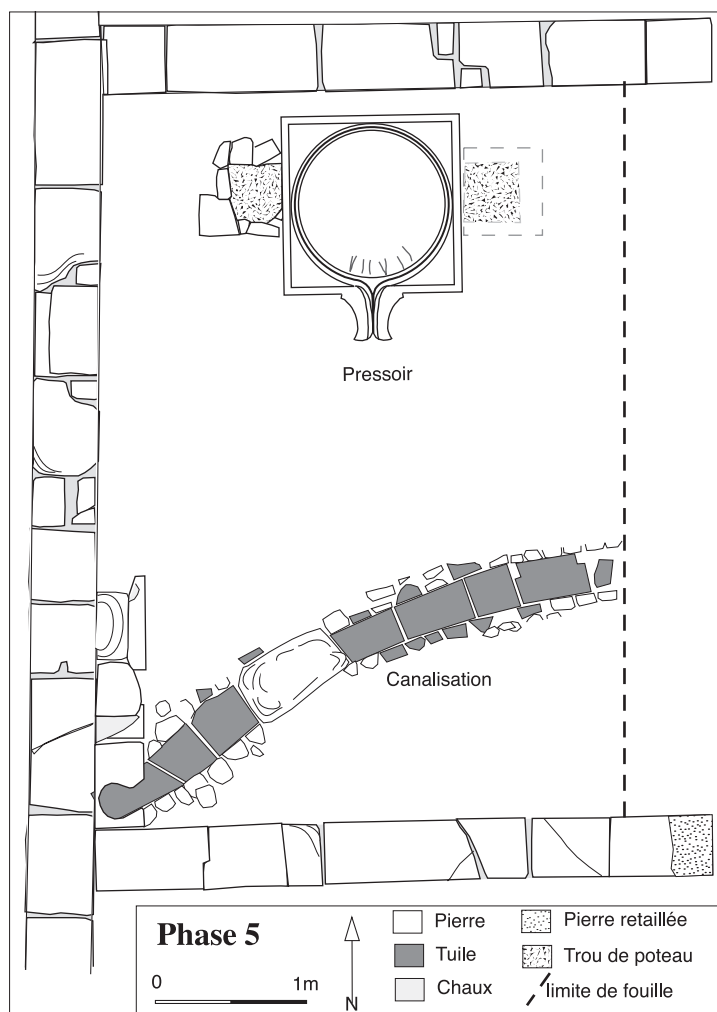 Pressoir
Canalisation
Phase 5
0 1m
N
Pierre
Tuile
Chaux
Pierre retaillée
Trou de poteau
limite de fouille